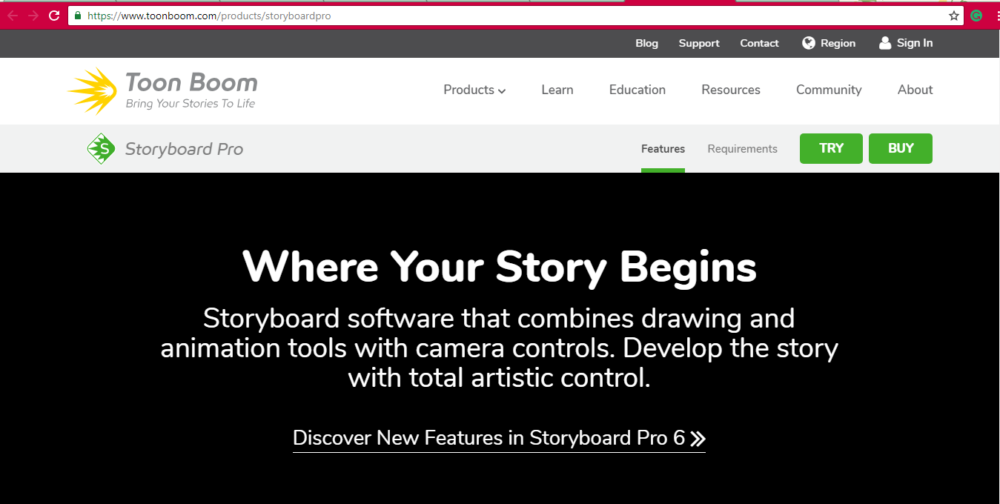 https://www.toonboom.com/products/storyboardpro
Blog Support Contact Region Sign In
Toon Boom
Bring Your Stories To Life
Products Learn Education Resources Community About
S Storyboard Pro
Features Requirements TRY BUY
Where Your Story Begins
Storyboard software that combines drawing and
animation tools with camera controls. Develop the story
with total artistic control.
Discover New Features in Storyboard Pro 6